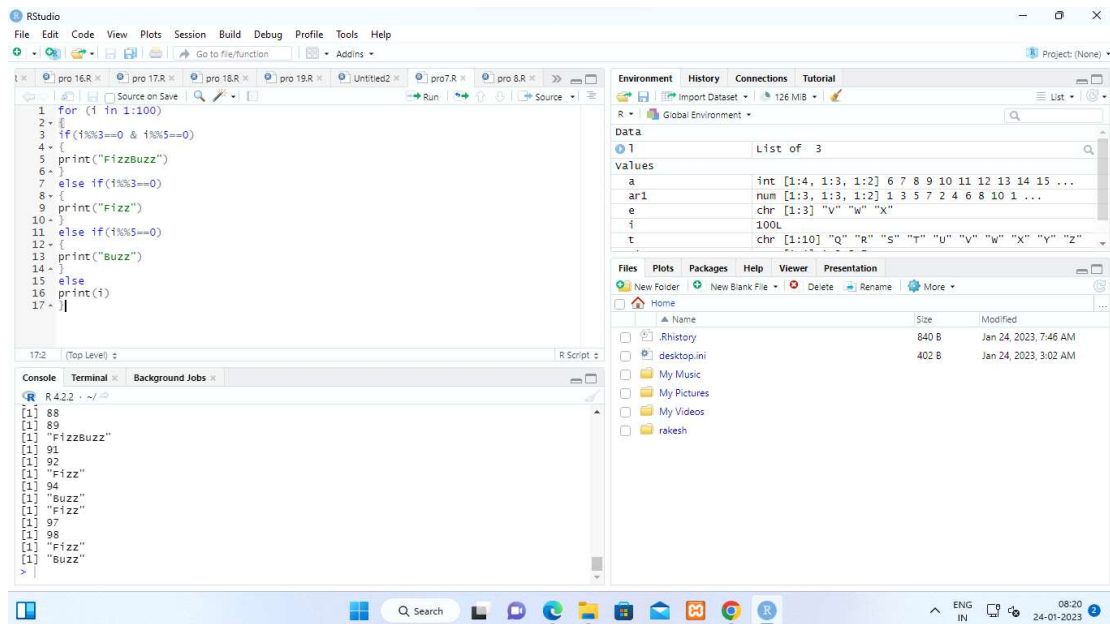 RStudio
File Edit Code View Plots Session Build Debug Profile Tools Help
Go to file/function Addins Project: (None)
pro 16.R pro 17.R pro 18.R pro 19.R Untitled2 pro7.R pro 8.R
Source on Save Run Source
1 for (i in 1:100)
2 {
3 if(i%%3==0 & i%%5==0)
4 {
5 print("FizzBuzz")
6 }
7 else if(i%%3==0)
8 {
9 print("Fizz")
10 }
11 else if(i%%5==0)
12 {
13 print("Buzz")
14 }
15 else
16 print(i)
17 }
17:2 (Top Level) R Script
Console Terminal Background Jobs
R 4.2.2 · ~/
[1] 88
[1] 89
[1] "FizzBuzz"
[1] 91
[1] 92
[1] "Fizz"
[1] 94
[1] "Buzz"
[1] "Fizz"
[1] 97
[1] 98
[1] "Fizz"
[1] "Buzz"
>
Environment History Connections Tutorial
Import Dataset 126 MiB List
R Global Environment
Data
l List of 3
values
a int [1:4, 1:3, 1:2] 6 7 8 9 10 11 12 13 14 15 ...
ar1 num [1:3, 1:3, 1:2] 1 3 5 7 2 4 6 8 10 1 ...
e chr [1:3] "V" "W" "X"
i 100L
t chr [1:10] "Q" "R" "S" "T" "U" "V" "W" "X" "Y" "Z"
Files Plots Packages Help Viewer Presentation
New Folder New Blank File Delete Rename More
Home
Name Size Modified
.Rhistory 840 B Jan 24, 2023, 7:46 AM
desktop.ini 402 B Jan 24, 2023, 3:02 AM
My Music
My Pictures
My Videos
rakesh
Search
ENG
IN
08:20
24-01-2023
2